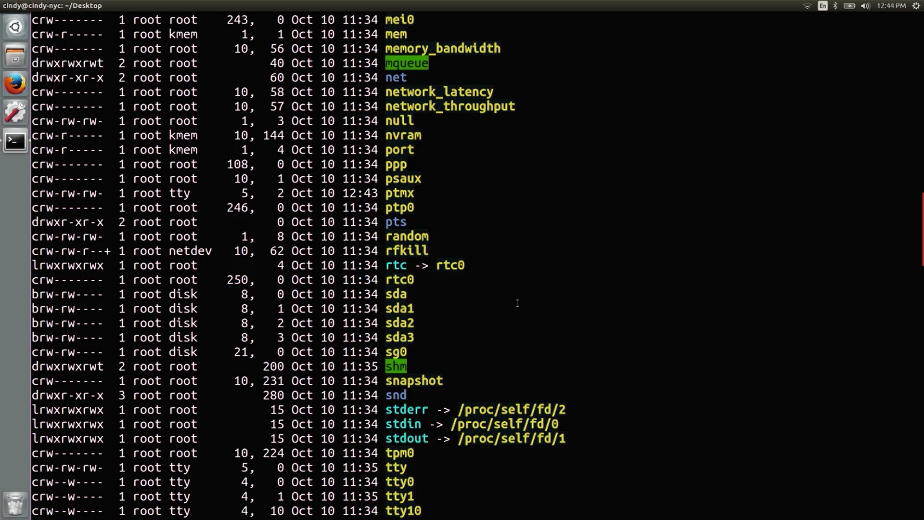 cindy@cindy-nyc: ~/Desktop En 12:44 PM
crw------- 1 root root 243, 0 Oct 10 11:34 mei0
crw-r----- 1 root kmem 1, 1 Oct 10 11:34 mem
crw------- 1 root root 10, 56 Oct 10 11:34 memory_bandwidth
drwxrwxrwt 2 root root 40 Oct 10 11:34 mqueue
drwxr-xr-x 2 root root 60 Oct 10 11:34 net
crw------- 1 root root 10, 58 Oct 10 11:34 network_latency
crw------- 1 root root 10, 57 Oct 10 11:34 network_throughput
crw-rw-rw- 1 root root 1, 3 Oct 10 11:34 null
crw-r----- 1 root kmem 10, 144 Oct 10 11:34 nvram
crw-r----- 1 root kmem 1, 4 Oct 10 11:34 port
crw------- 1 root root 108, 0 Oct 10 11:34 ppp
crw------- 1 root root 10, 1 Oct 10 11:34 psaux
crw-rw-rw- 1 root tty 5, 2 Oct 10 12:43 ptmx
crw------- 1 root root 246, 0 Oct 10 11:34 ptp0
drwxr-xr-x 2 root root 0 Oct 10 11:34 pts
crw-rw-rw- 1 root root 1, 8 Oct 10 11:34 random
crw-rw-r--+ 1 root netdev 10, 62 Oct 10 11:34 rfkill
lrwxrwxrwx 1 root root 4 Oct 10 11:34 rtc -> rtc0
crw------- 1 root root 250, 0 Oct 10 11:34 rtc0
brw-rw---- 1 root disk 8, 0 Oct 10 11:34 sda
brw-rw---- 1 root disk 8, 1 Oct 10 11:34 sda1
brw-rw---- 1 root disk 8, 2 Oct 10 11:34 sda2
brw-rw---- 1 root disk 8, 3 Oct 10 11:34 sda3
crw-rw---- 1 root disk 21, 0 Oct 10 11:34 sg0
drwxrwxrwt 2 root root 200 Oct 10 11:35 shm
crw------- 1 root root 10, 231 Oct 10 11:34 snapshot
drwxr-xr-x 3 root root 280 Oct 10 11:34 snd
lrwxrwxrwx 1 root root 15 Oct 10 11:34 stderr -> /proc/self/fd/2
lrwxrwxrwx 1 root root 15 Oct 10 11:34 stdin -> /proc/self/fd/0
lrwxrwxrwx 1 root root 15 Oct 10 11:34 stdout -> /proc/self/fd/1
crw------- 1 root root 10, 224 Oct 10 11:34 tpm0
crw-rw-rw- 1 root tty 5, 0 Oct 10 11:35 tty
crw--w---- 1 root tty 4, 0 Oct 10 11:34 tty0
crw--w---- 1 root tty 4, 1 Oct 10 11:35 tty1
crw--w---- 1 root tty 4, 10 Oct 10 11:34 tty10